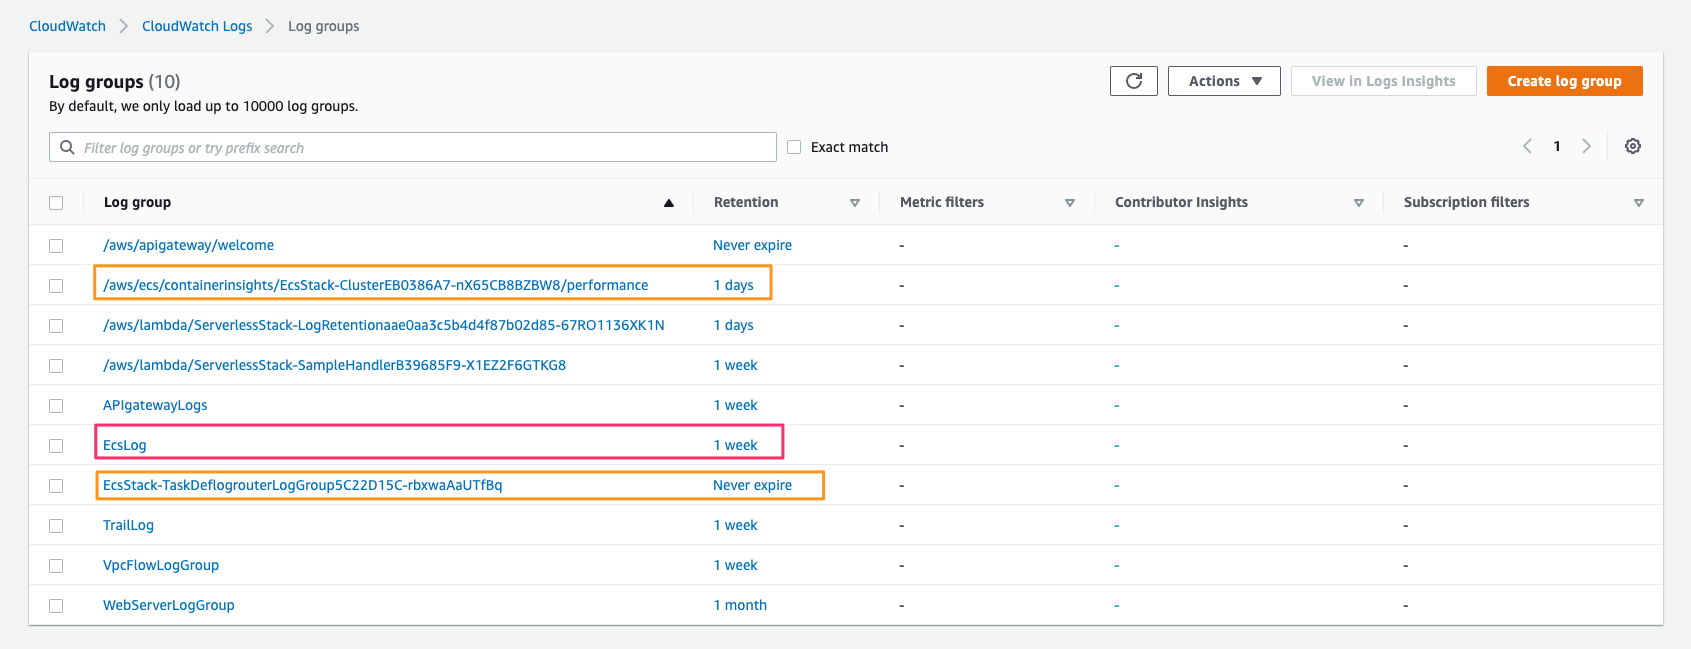 CloudWatch > CloudWatch Logs > Log groups
Log groups (10)
By default, we only load up to 10000 log groups.
Actions View in Logs Insights Create log group
Filter log groups or try prefix search Exact match 1
Log group Retention Metric filters Contributor Insights Subscription filters
/aws/apigateway/welcome Never expire - - -
/aws/ecs/containerinsights/EcsStack-ClusterEB0386A7-nX65CB8BZBW8/performance 1 days - - -
/aws/lambda/ServerlessStack-LogRetentionaae0aa3c5b4d4f87b02d85-67RO1136XK1N 1 days - - -
/aws/lambda/ServerlessStack-SampleHandlerB39685F9-X1EZ2F6GTKG8 1 week - - -
APIgatewayLogs 1 week - - -
EcsLog 1 week - - -
EcsStack-TaskDeflogrouterLogGroup5C22D15C-rbxwaAaUTfBq Never expire - - -
TrailLog 1 week - - -
VpcFlowLogGroup 1 week - - -
WebServerLogGroup 1 month - - -